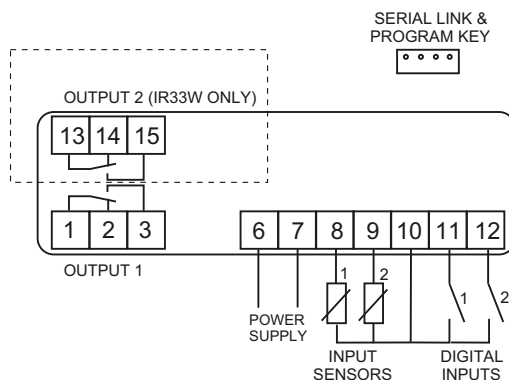 SERIAL LINK &
PROGRAM KEY
OUTPUT 2 (IR33W ONLY)
13 14 15
1 2 3
6 7 8 9 10 11 12
OUTPUT 1
1 2
1 2
POWER
SUPPLY
INPUT
SENSORS
DIGITAL
INPUTS